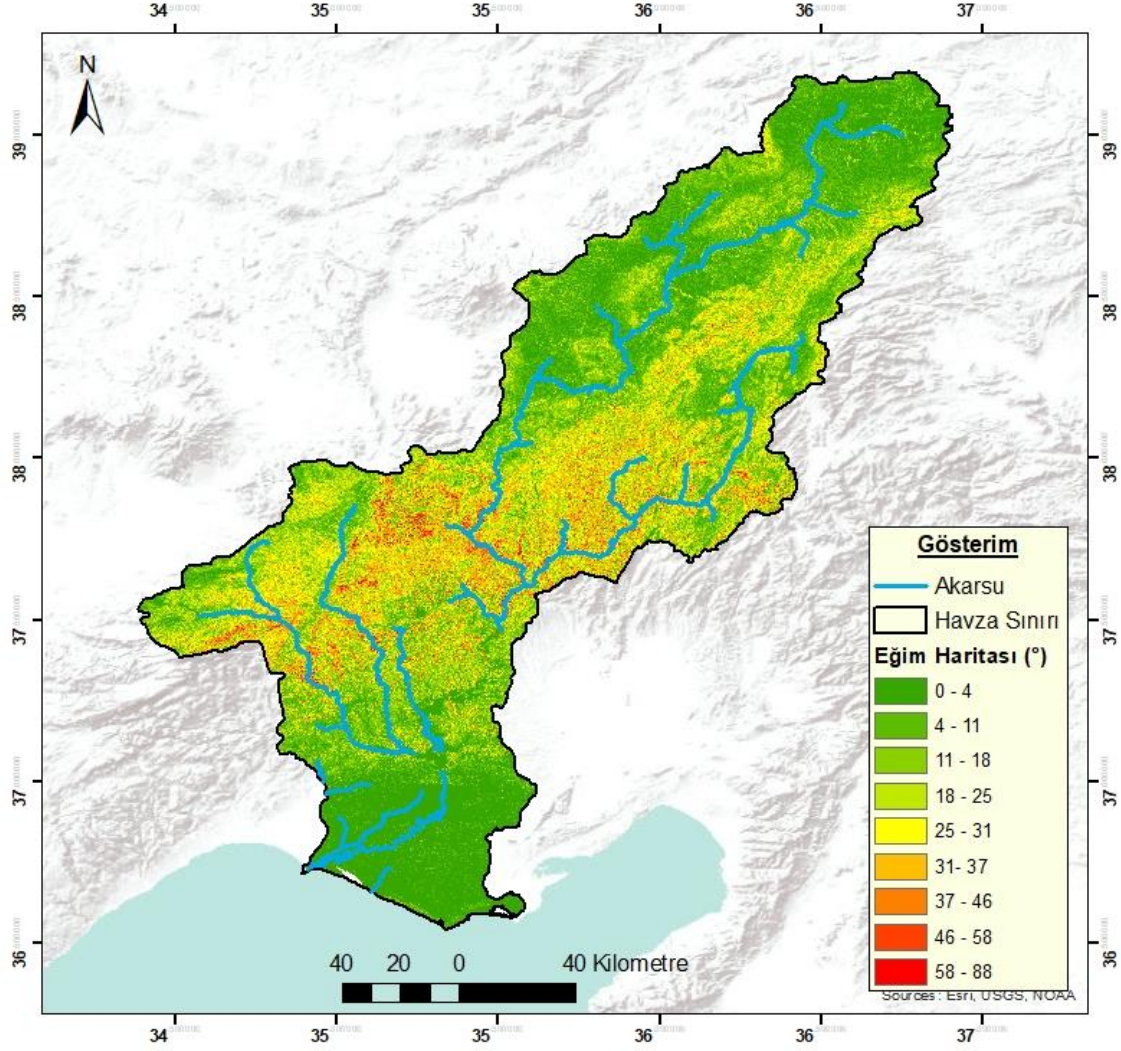 34 35 35 36 36 37
N
39 39
38 38
38 38
37 37
37 37
36 36
Gösterim
Akarsu
Havza Sınırı
Eğim Haritası (°)
0 - 4
4 - 11
11 - 18
18 - 25
25 - 31
31- 37
37 - 46
46 - 58
58 - 88
40 20 0 40 Kilometre
Sources: Esri, USGS, NOAA
34 35 35 36 36 37